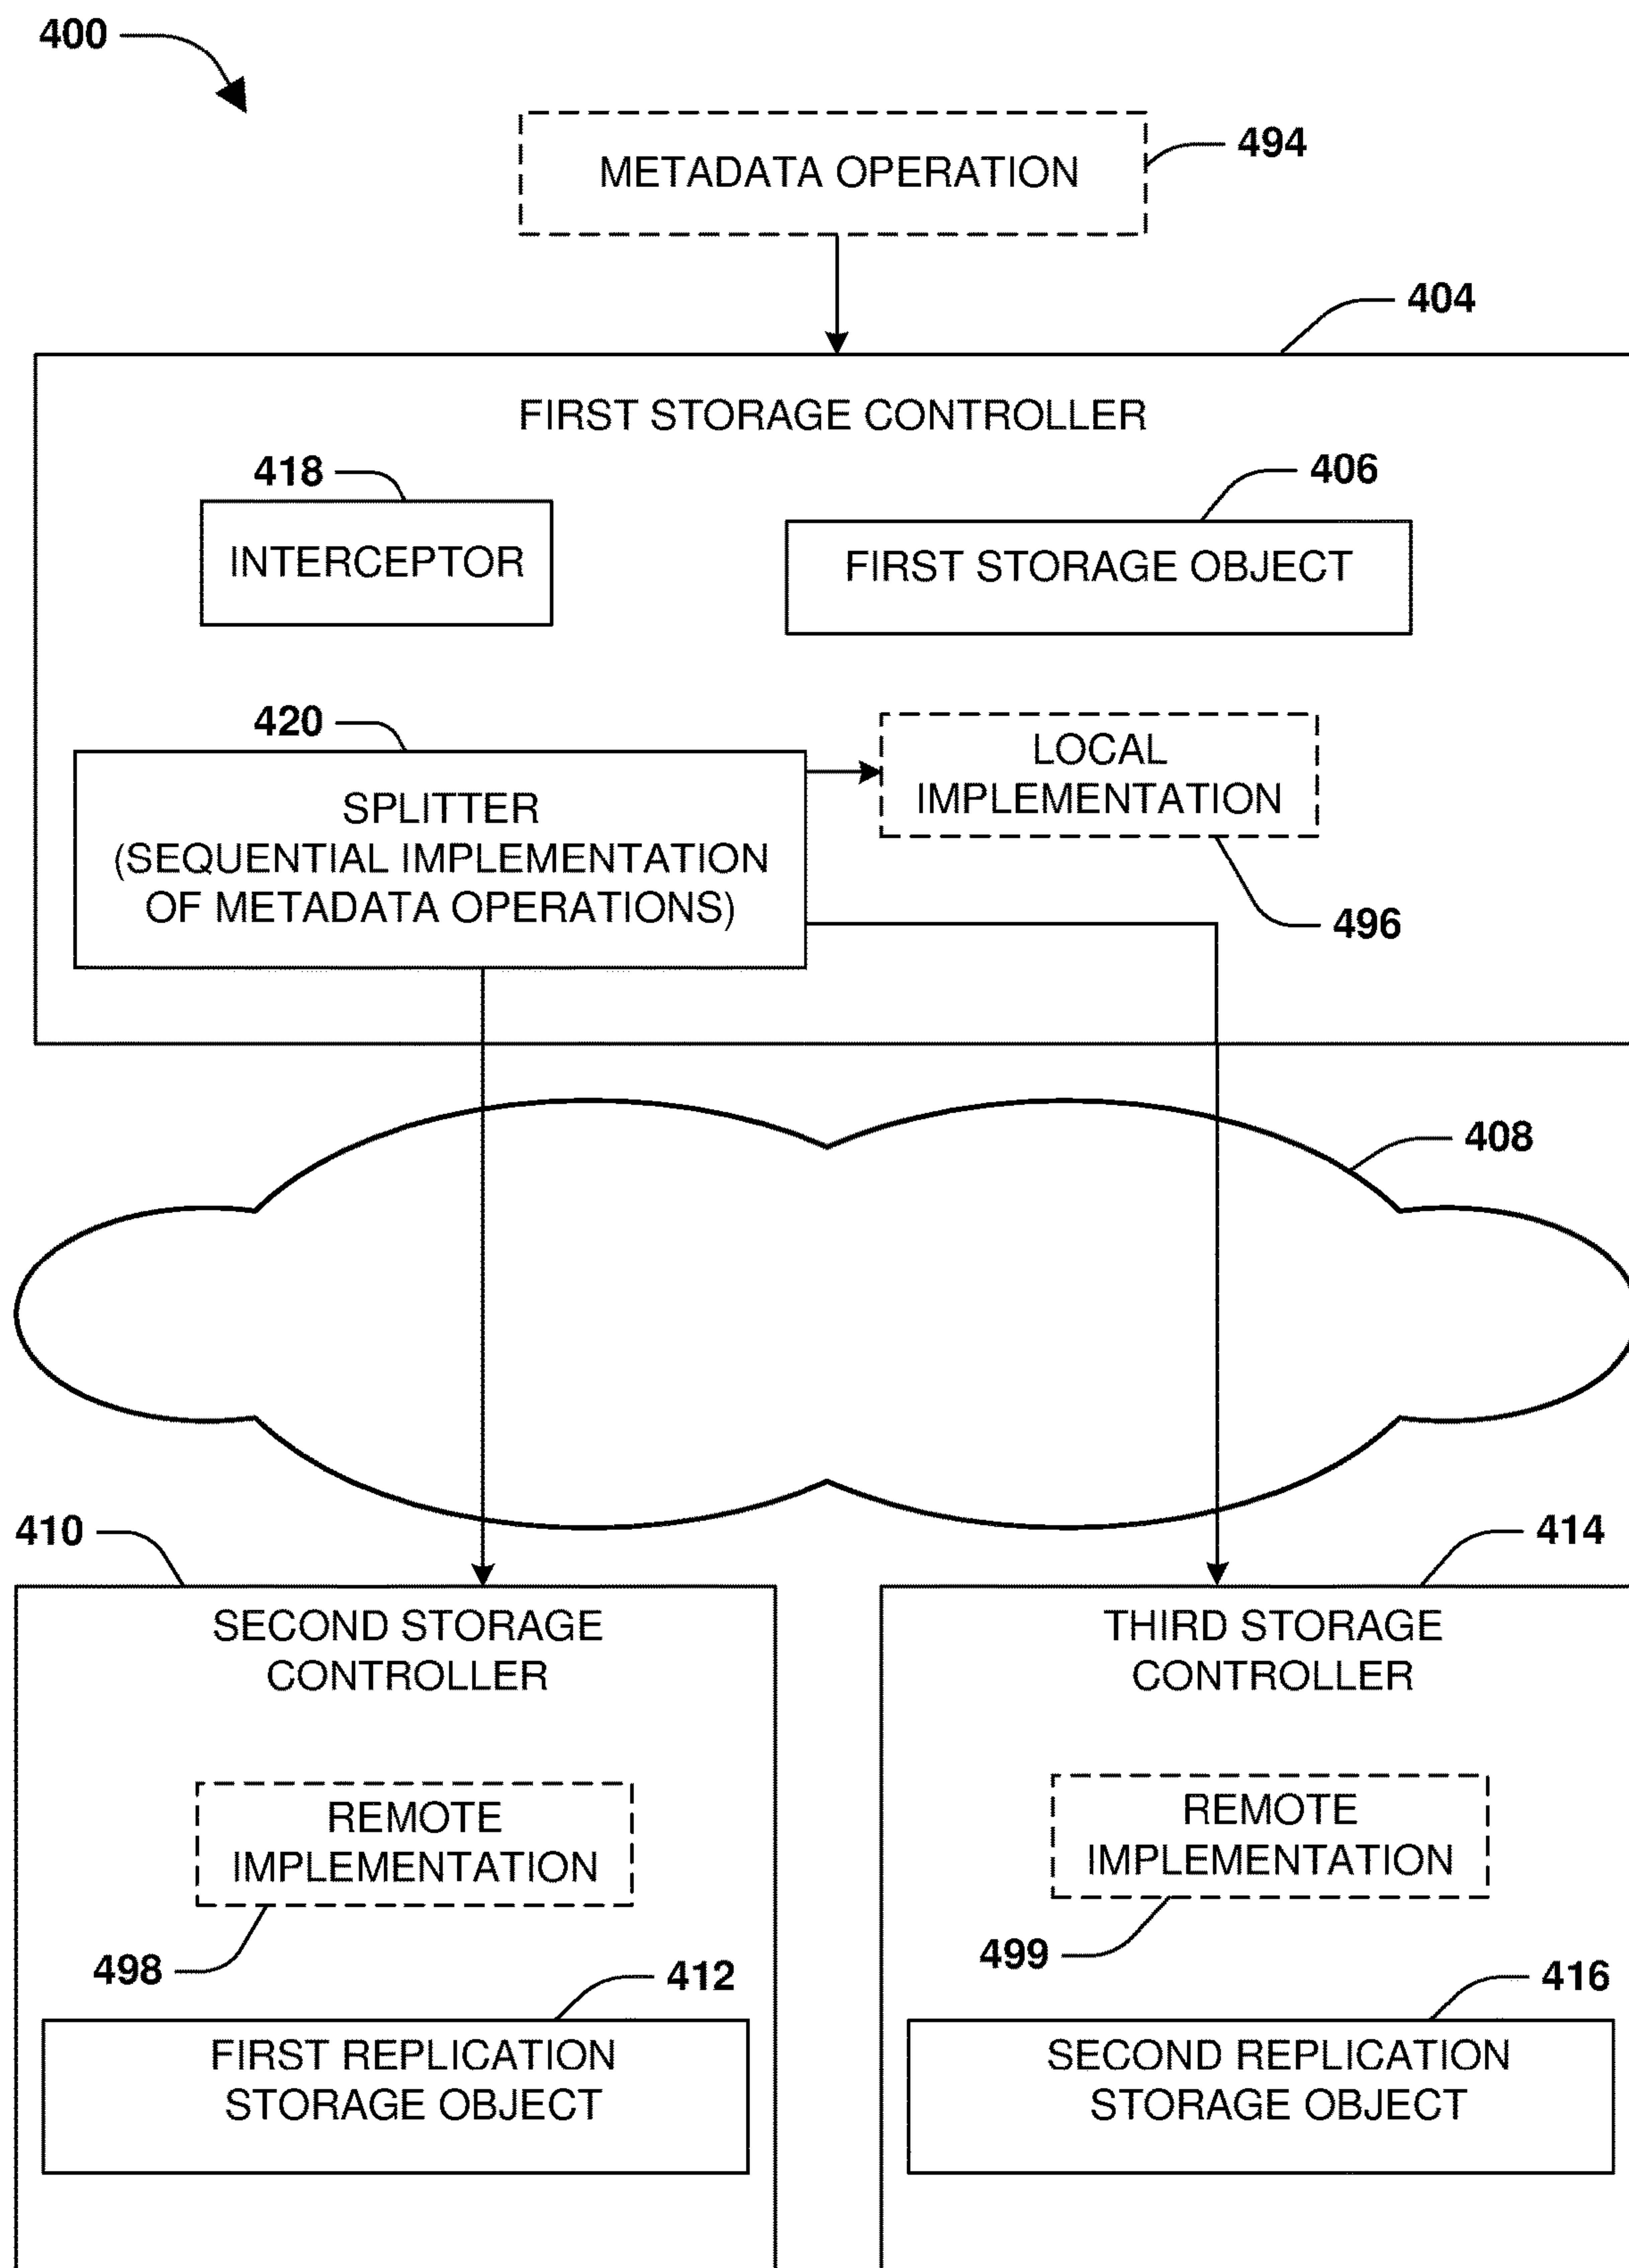 400
METADATA OPERATION
494
404
FIRST STORAGE CONTROLLER
418
406
INTERCEPTOR
FIRST STORAGE OBJECT
420
LOCAL
IMPLEMENTATION
SPLITTER
(SEQUENTIAL IMPLEMENTATION
OF METADATA OPERATIONS)
496
408
410
414
SECOND STORAGE
CONTROLLER
THIRD STORAGE
CONTROLLER
REMOTE
IMPLEMENTATION
REMOTE
IMPLEMENTATION
498
499
412
416
FIRST REPLICATION
STORAGE OBJECT
SECOND REPLICATION
STORAGE OBJECT